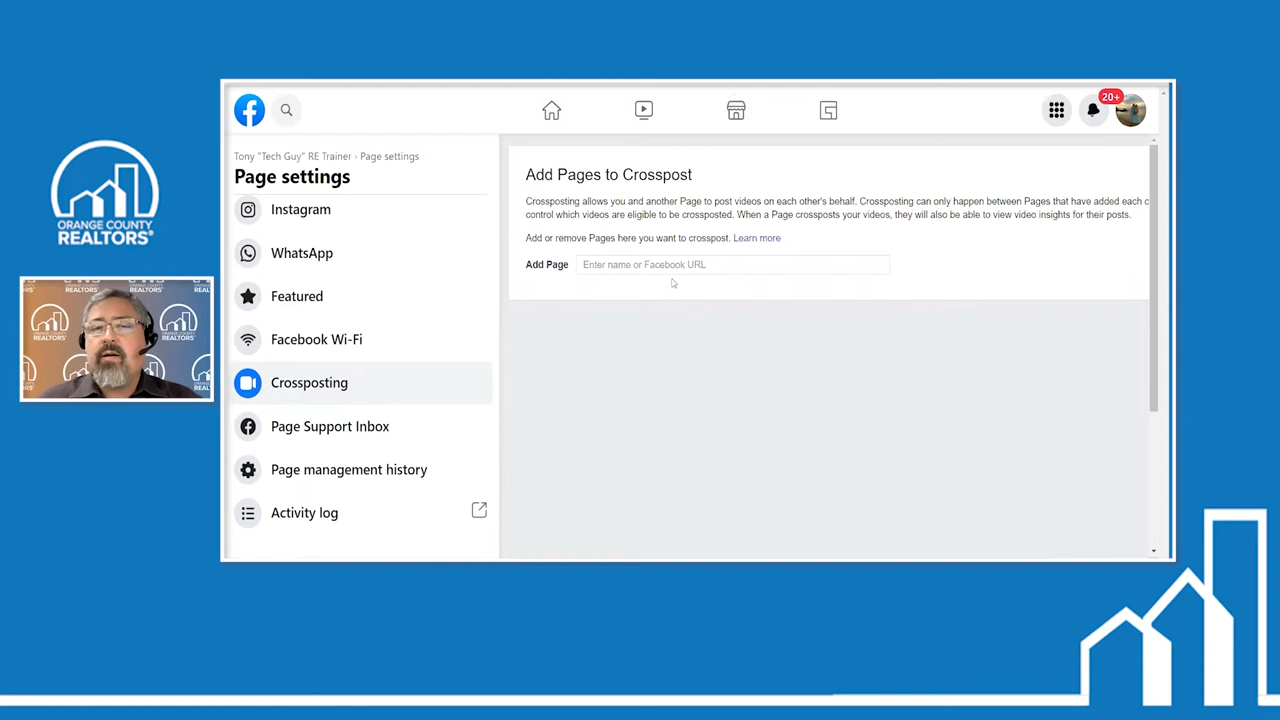 ORANGE COUNTY
REALTORS®
20+
Tony "Tech Guy" RE Trainer › Page settings
Page settings
Instagram
WhatsApp
Featured
Facebook Wi-Fi
Crossposting
Page Support Inbox
Page management history
Activity log
Add Pages to Crosspost
Crossposting allows you and another Page to post videos on each other's behalf. Crossposting can only happen between Pages that have added each
control which videos are eligible to be crossposted. When a Page crossposts your videos, they will also be able to view video insights for their posts.
Add or remove Pages here you want to crosspost. Learn more
Add Page Enter name or Facebook URL